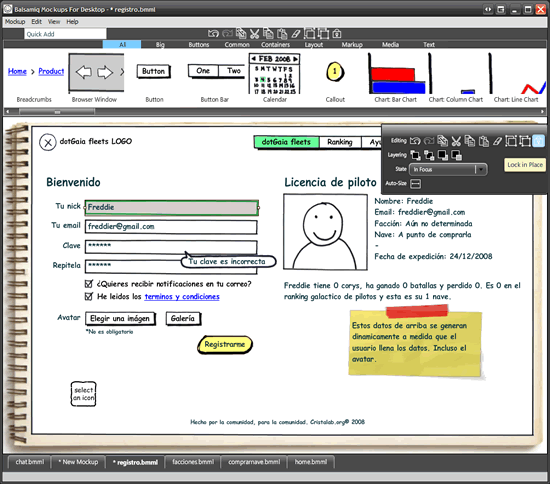 Balsamiq Mockups For Desktop - * registro.bmml
Mockup Edit View Help
Quick Add
All Big Buttons Common Containers Layout Markup Media Text
Home > Product
Button
One Two
FEB 2008
S M T W T F S
1
Breadcrumbs Browser Window Button Button Bar Calendar Callout Chart: Bar Chart Chart: Column Chart Chart: Line Chart
dotGaia fleets LOGO
dotGaia fleets Ranking
Editing
Layering
State In Focus
Auto-Size
Lock in Place
Bienvenido
Tu nick Freddie
Tu email freddier@gmail.com
Clave ******
Tu clave es incorrecta
Repitela ******
¿Quieres recibir notificaciones en tu correo?
He leidos los terminos y condiciones
Avatar Elegir una imágen Galería
*No es obligatorio
Registrarme
select
an icon
Licencia de piloto
Nombre: Freddie
Email: freddier@gmail.com
Facción: Aún no determinada
Nave: A punto de comprarla
-
Fecha de expedición: 24/12/2008
Freddie tiene 0 corys, ha ganado 0 batallas y perdido 0. Es 0 en el
ranking galactico de pilotos y esta es su 1 nave.
Estos datos de arriba se generan
dinamicamente a medida que el
usuario llena los datos. Incluso el
avatar.
Hecho por la comunidad, para la comunidad. Cristalab.org® 2008
chat.bmml * New Mockup * registro.bmml facciones.bmml comprarnave.bmml home.bmml